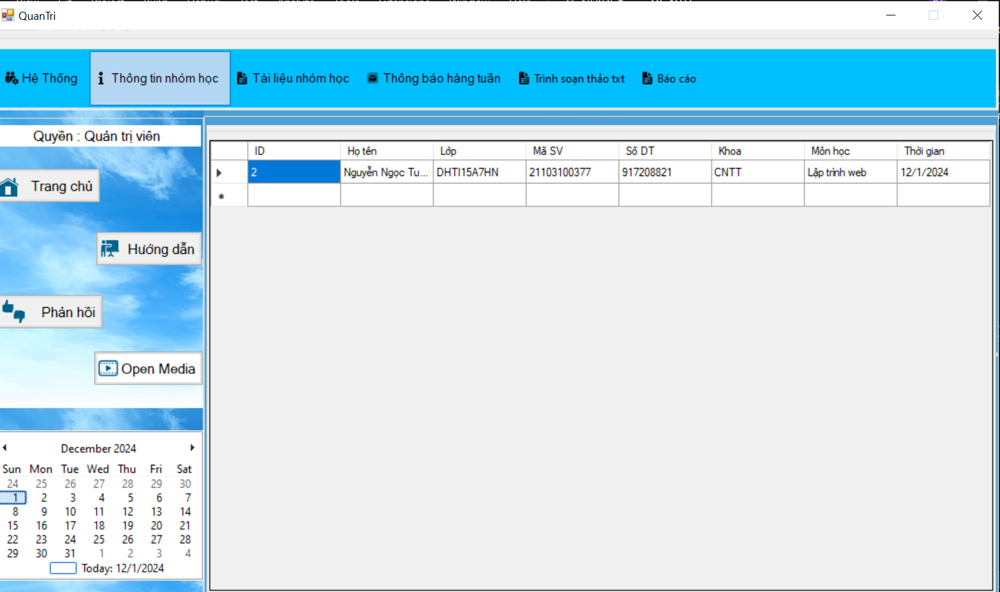 QuanTri
Hệ Thống Thông tin nhóm học Tài liệu nhóm học Thông báo hàng tuần Trình soạn thảo txt Báo cáo
Quyền : Quản trị viên
Trang chủ
Hướng dẫn
Phản hồi
Open Media
December 2024
Sun Mon Tue Wed Thu Fri Sat
24 25 26 27 28 29 30
1 2 3 4 5 6 7
8 9 10 11 12 13 14
15 16 17 18 19 20 21
22 23 24 25 26 27 28
29 30 31 1 2 3 4
Today: 12/1/2024
ID Họ tên Lớp Mã SV Số DT Khoa Môn học Thời gian
2 Nguyễn Ngọc Tu... DHTI15A7HN 21103100377 917208821 CNTT Lập trình web 12/1/2024